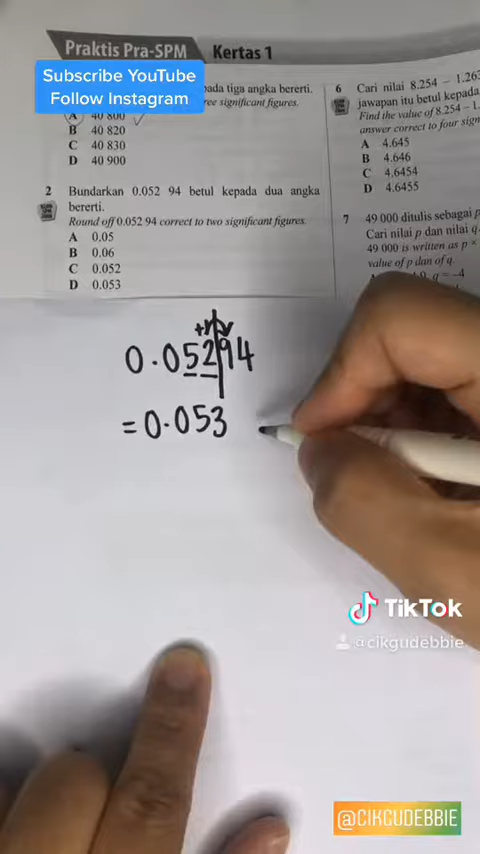 Praktis Pra-SPM Kertas 1
Subscribe YouTube
Follow Instagram
pada tiga angka bererti.
three significant figures.
A 40 800
B 40 820
C 40 830
D 40 900
2 Bundarkan 0.052 94 betul kepada dua angka
bererti.
Round off 0.052 94 correct to two significant figures.
A 0.05
B 0.06
C 0.052
D 0.053
6 Cari nilai 8.254 – 1.263
jawapan itu betul kepada
Find the value of 8.254 – 1.
answer correct to four sign
A 4.645
B 4.646
C 4.6454
D 4.6455
7 49 000 ditulis sebagai p
Cari nilai p dan nilai q.
49 000 is written as p ×
value of p dan of q.
q = –4
0.05294
= 0.053
TikTok
@cikgudebbie
@CIKGUDEBBIE